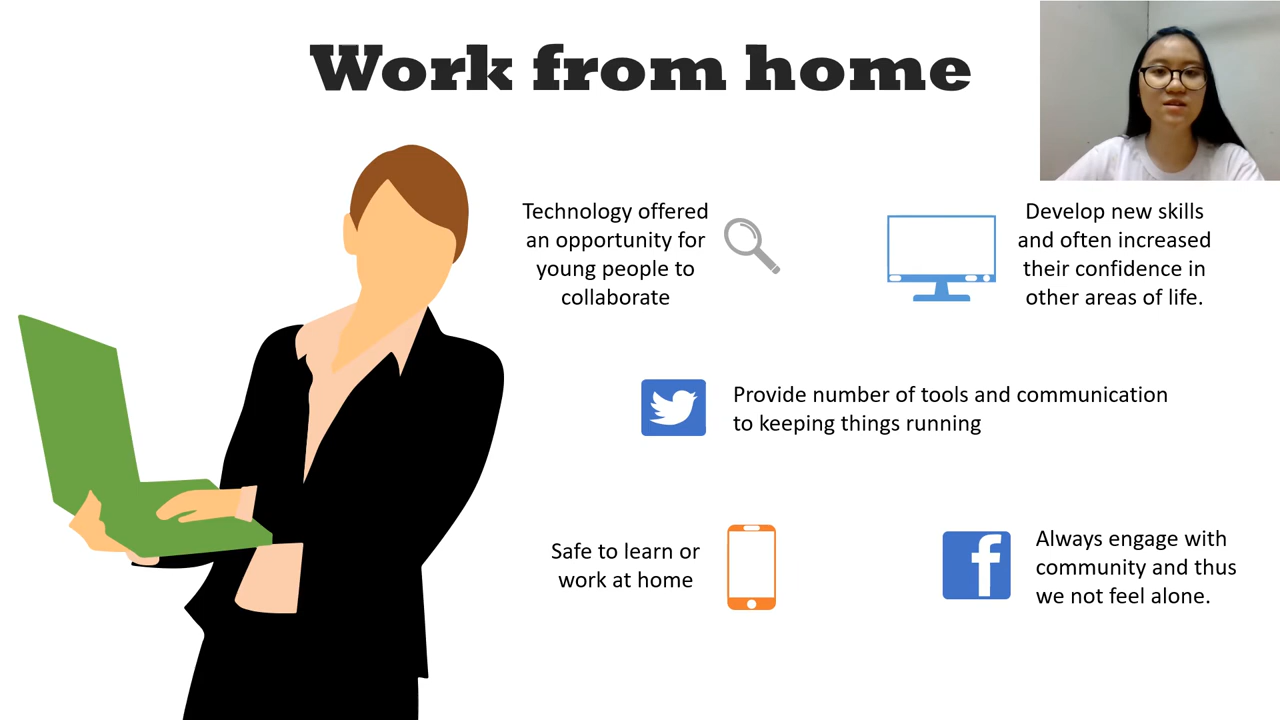 Work from home
Technology offered
an opportunity for
young people to
collaborate
Develop new skills
and often increased
their confidence in
other areas of life.
Provide number of tools and communication
to keeping things running
Safe to learn or
work at home
f
Always engage with
community and thus
we not feel alone.